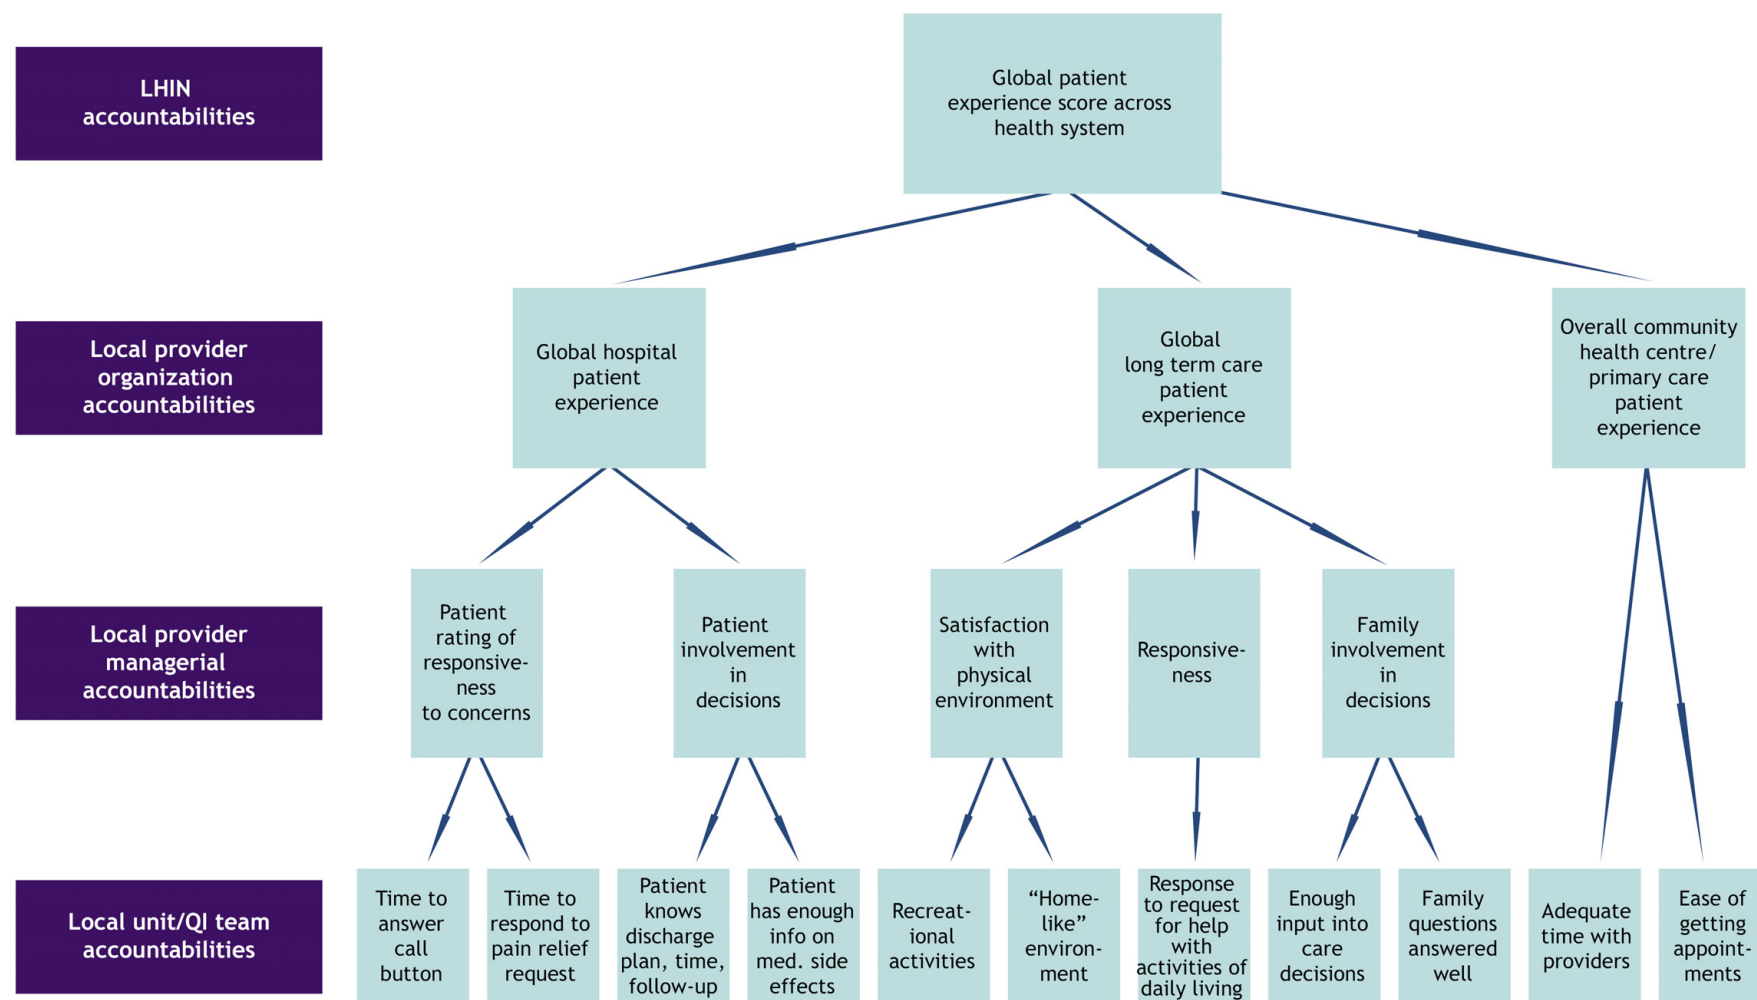 LHIN
accountabilities
Global patient
experience score across
health system
Local provider
organization
accountabilities
Global hospital
patient
experience
Global
long term care
patient
experience
Overall community
health centre/
primary care
patient
experience
Local provider
managerial
accountabilities
Patient
rating of
responsive-
ness
to concerns
Patient
involvement
in
decisions
Satisfaction
with
physical
environment
Responsive-
ness
Family
involvement
in
decisions
Local unit/QI team
accountabilities
Time to
answer
call
button
Time to
respond to
pain relief
request
Patient
knows
discharge
plan, time,
follow-up
Patient
has enough
info on
med. side
effects
Recreat-
ional
activities
“Home-
like”
environ-
ment
Response
to request
for help
with
activities of
daily living
Enough
input into
care
decisions
Family
questions
answered
well
Adequate
time with
providers
Ease of
getting
appoint-
ments